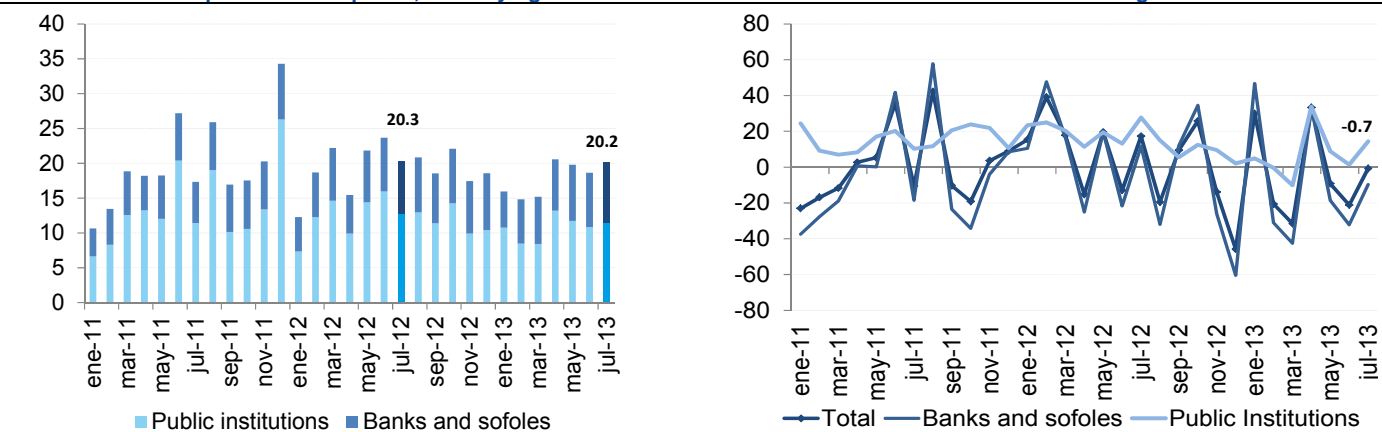 40
35
30
25
20
15
10
5
0
20.3
20.2
ene-11
mar-11
may-11
jul-11
sep-11
nov-11
ene-12
mar-12
may-12
jul-12
sep-12
nov-12
ene-13
mar-13
may-13
jul-13
Public institutions Banks and sofoles
80
60
40
20
0
-20
-40
-60
-80
-0.7
ene-11
mar-11
may-11
jul-11
sep-11
nov-11
ene-12
mar-12
may-12
jul-12
sep-12
nov-12
ene-13
mar-13
may-13
jul-13
Total Banks and sofoles Public Institutions